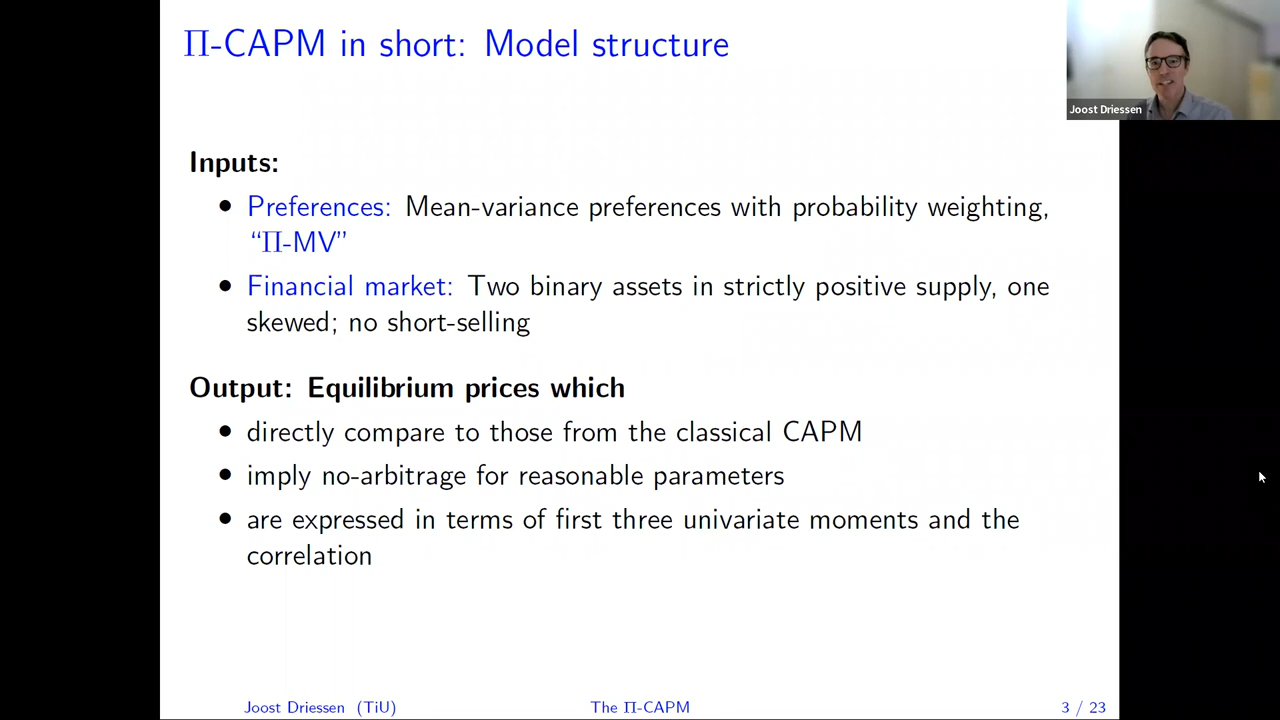 Π-CAPM in short: Model structure
Joost Driessen
Inputs:
• Preferences: Mean-variance preferences with probability weighting,
“Π-MV”
• Financial market: Two binary assets in strictly positive supply, one
skewed; no short-selling
Output: Equilibrium prices which
• directly compare to those from the classical CAPM
• imply no-arbitrage for reasonable parameters
• are expressed in terms of first three univariate moments and the
correlation
Joost Driessen (TiU) The Π-CAPM 3 / 23